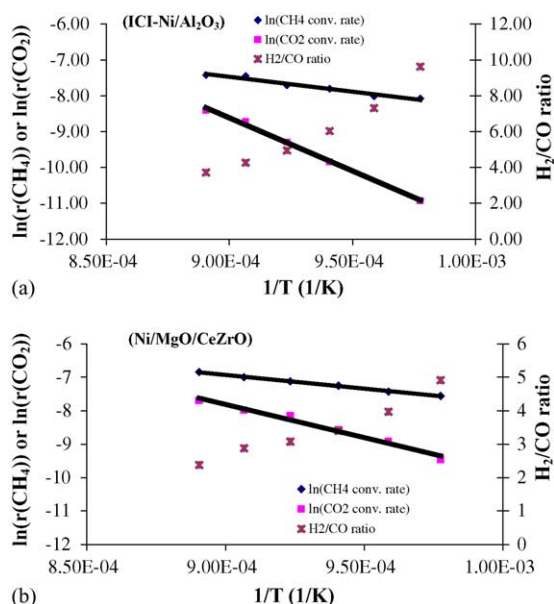 (ICI-Ni/Al₂O₃)
ln(CH4 conv. rate)
ln(CO2 conv. rate)
H2/CO ratio
-6.00
-7.00
-8.00
-9.00
-10.00
-11.00
-12.00
ln(r(CH₄)) or ln(r(CO₂))
12.00
10.00
8.00
6.00
4.00
2.00
0.00
H₂/CO ratio
8.50E-04 9.00E-04 9.50E-04 1.00E-03
(a) 1/T (1/K)
(Ni/MgO/CeZrO)
-6
-7
-8
-9
-10
-11
-12
ln(r(CH₄)) or ln(r(CO₂))
ln(CH4 conv. rate)
ln(CO2 conv. rate)
H2/CO ratio
6
5
4
3
2
1
0
H₂/CO ratio
8.50E-04 9.00E-04 9.50E-04 1.00E-03
(b) 1/T (1/K)